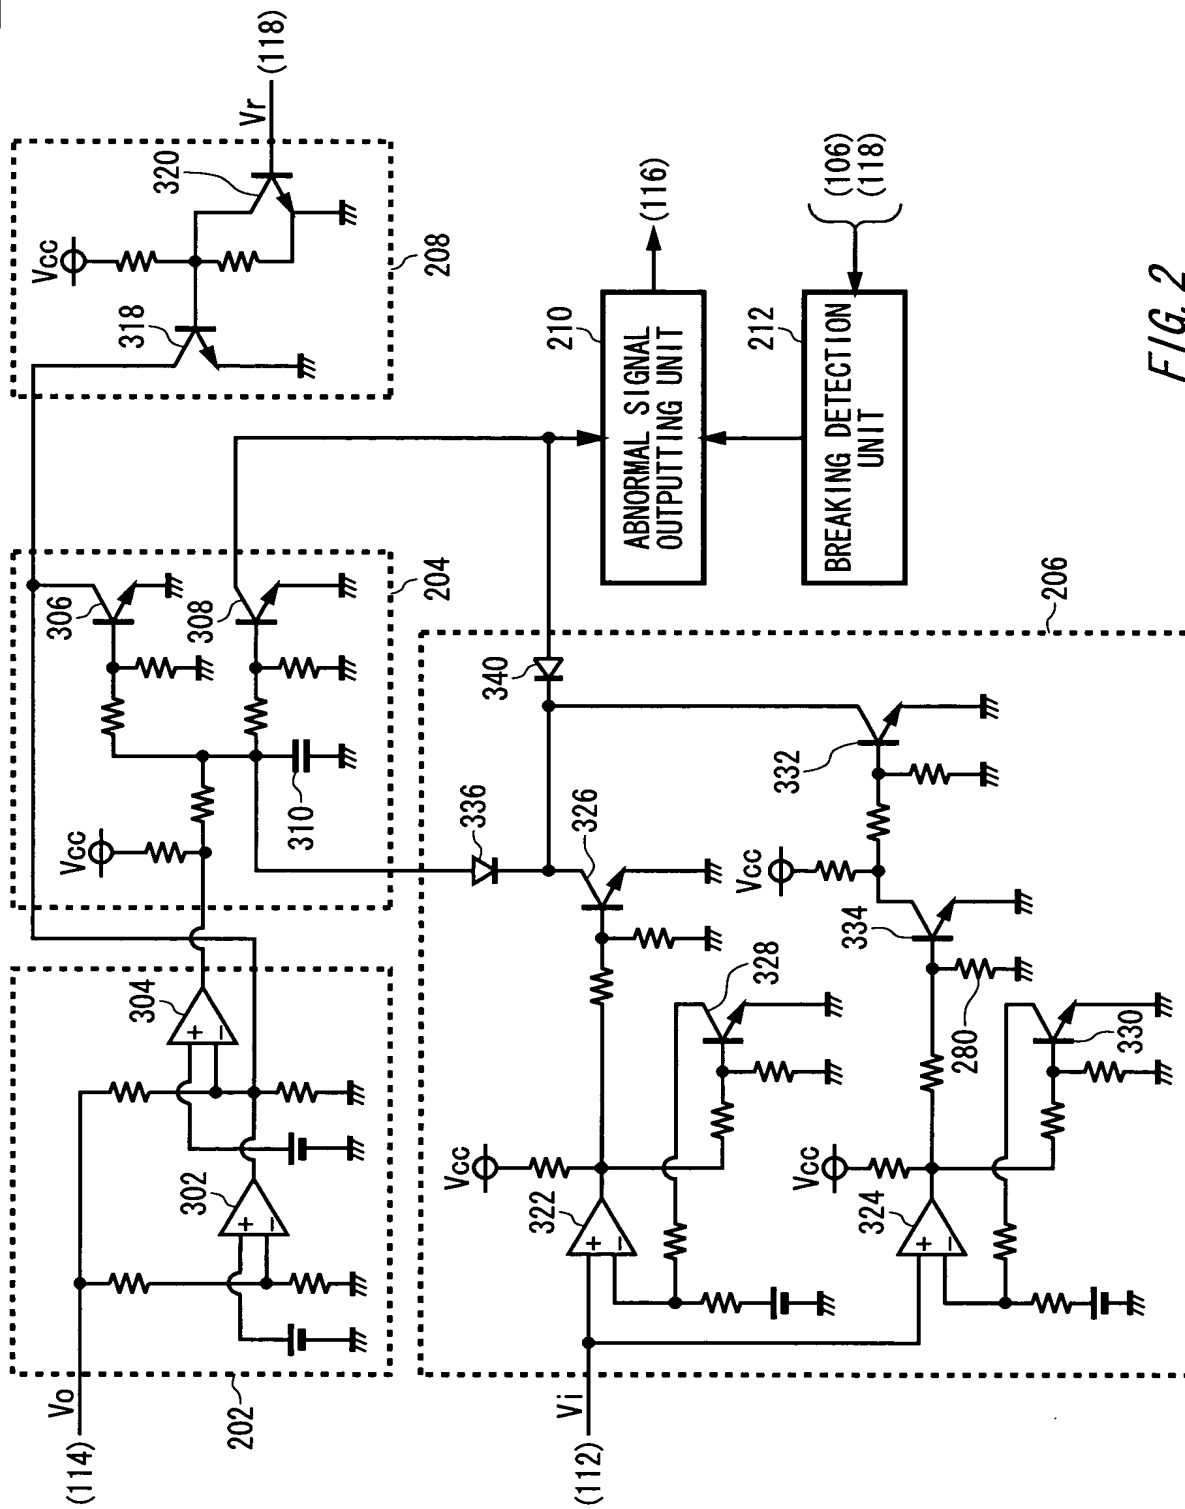 Vo
(114)
202
302
304
+
−
+
−
Vcc
310
306
308
204
Vcc
318
320
208
Vr
(118)
Vi
(112)
322
+
−
Vcc
328
326
336
340
324
+
−
Vcc
330
280
334
Vcc
332
206
210
ABNORMAL SIGNAL
OUTPUTTING UNIT
(116)
212
BREAKING DETECTION
UNIT
(106)
(118)
FIG. 2